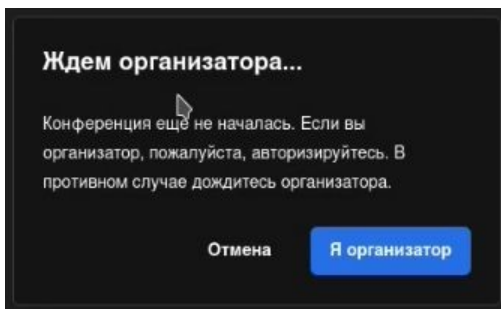 Ждем организатора...
Конференция ещё не началась. Если вы
организатор, пожалуйста, авторизируйтесь. В
противном случае дождитесь организатора.
Отмена
Я организатор